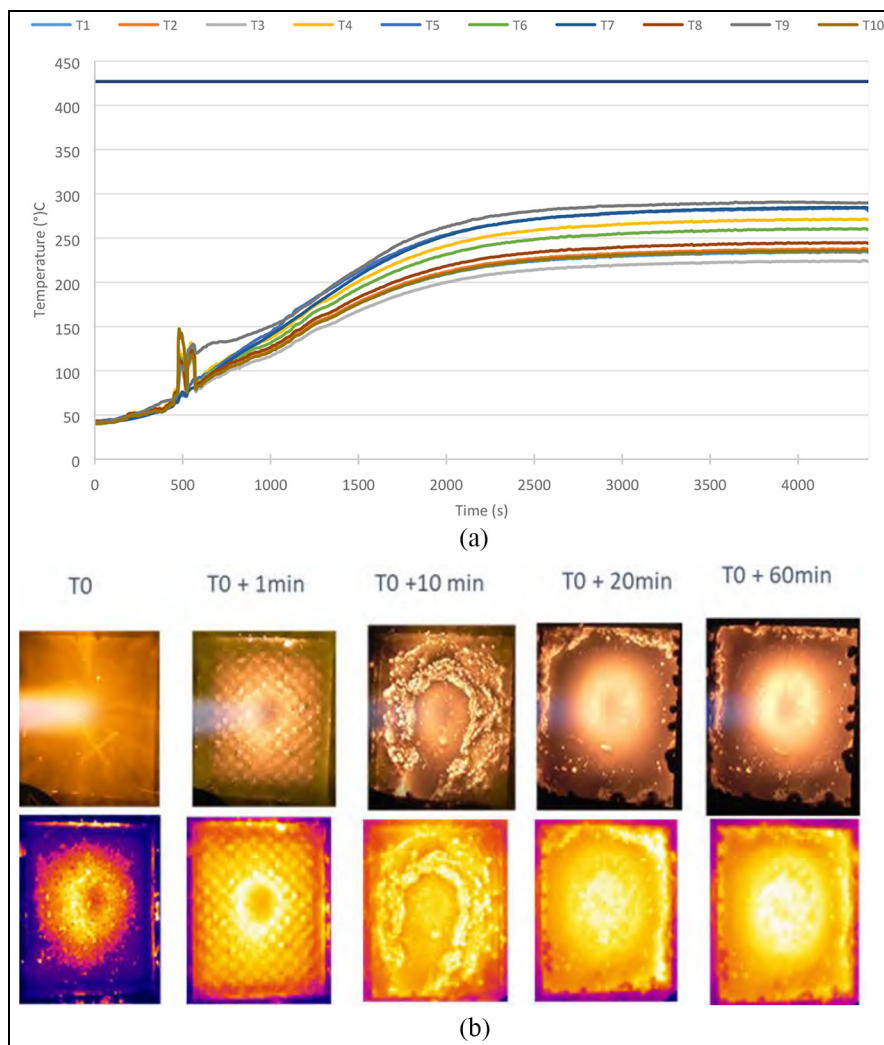 T1 T2 T3 T4 T5 T6 T7 T8 T9 T10
450
400
350
300
250
200
150
100
50
0
Temperature (°)C
0 500 1000 1500 2000 2500 3000 3500 4000
Time (s)
(a)
T0 T0 + 1min T0 +10 min T0 + 20min T0 + 60min
(b)